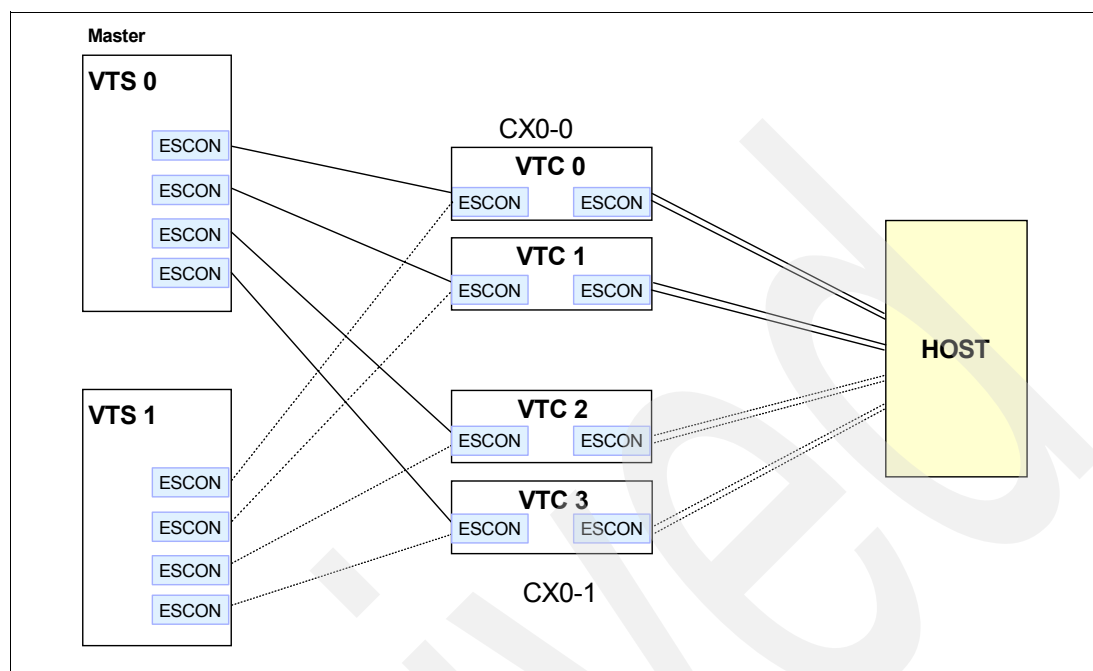 Master
VTS 0
ESCON
ESCON
ESCON
ESCON
CX0-0
VTC 0
ESCON ESCON
VTC 1
ESCON ESCON
HOST
VTS 1
ESCON
ESCON
ESCON
ESCON
VTC 2
ESCON ESCON
VTC 3
ESCON ESCON
CX0-1